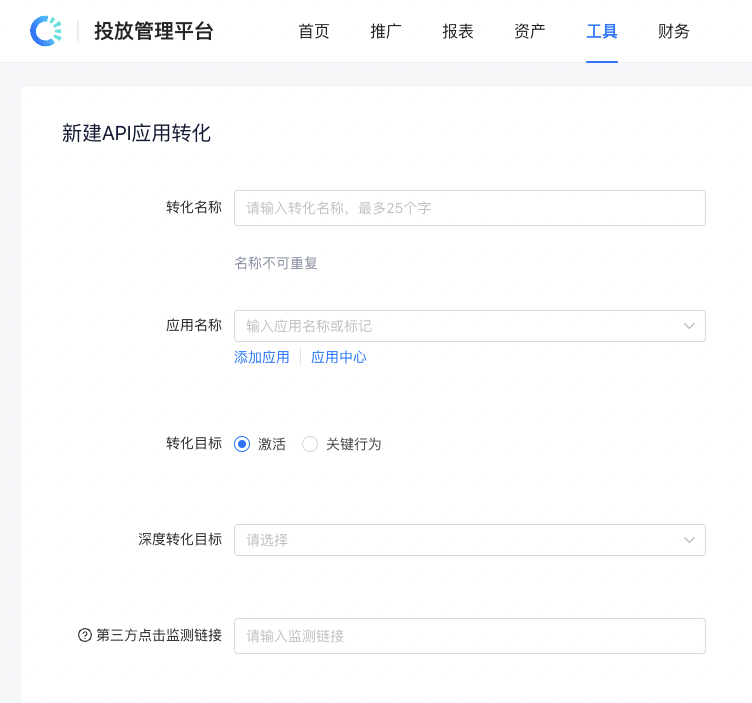 投放管理平台 首页 推广 报表 资产 工具 财务
新建API应用转化
转化名称 请输入转化名称，最多25个字
名称不可重复
应用名称 输入应用名称或标记
添加应用 应用中心
转化目标 激活 关键行为
深度转化目标 请选择
? 第三方点击监测链接 请输入监测链接